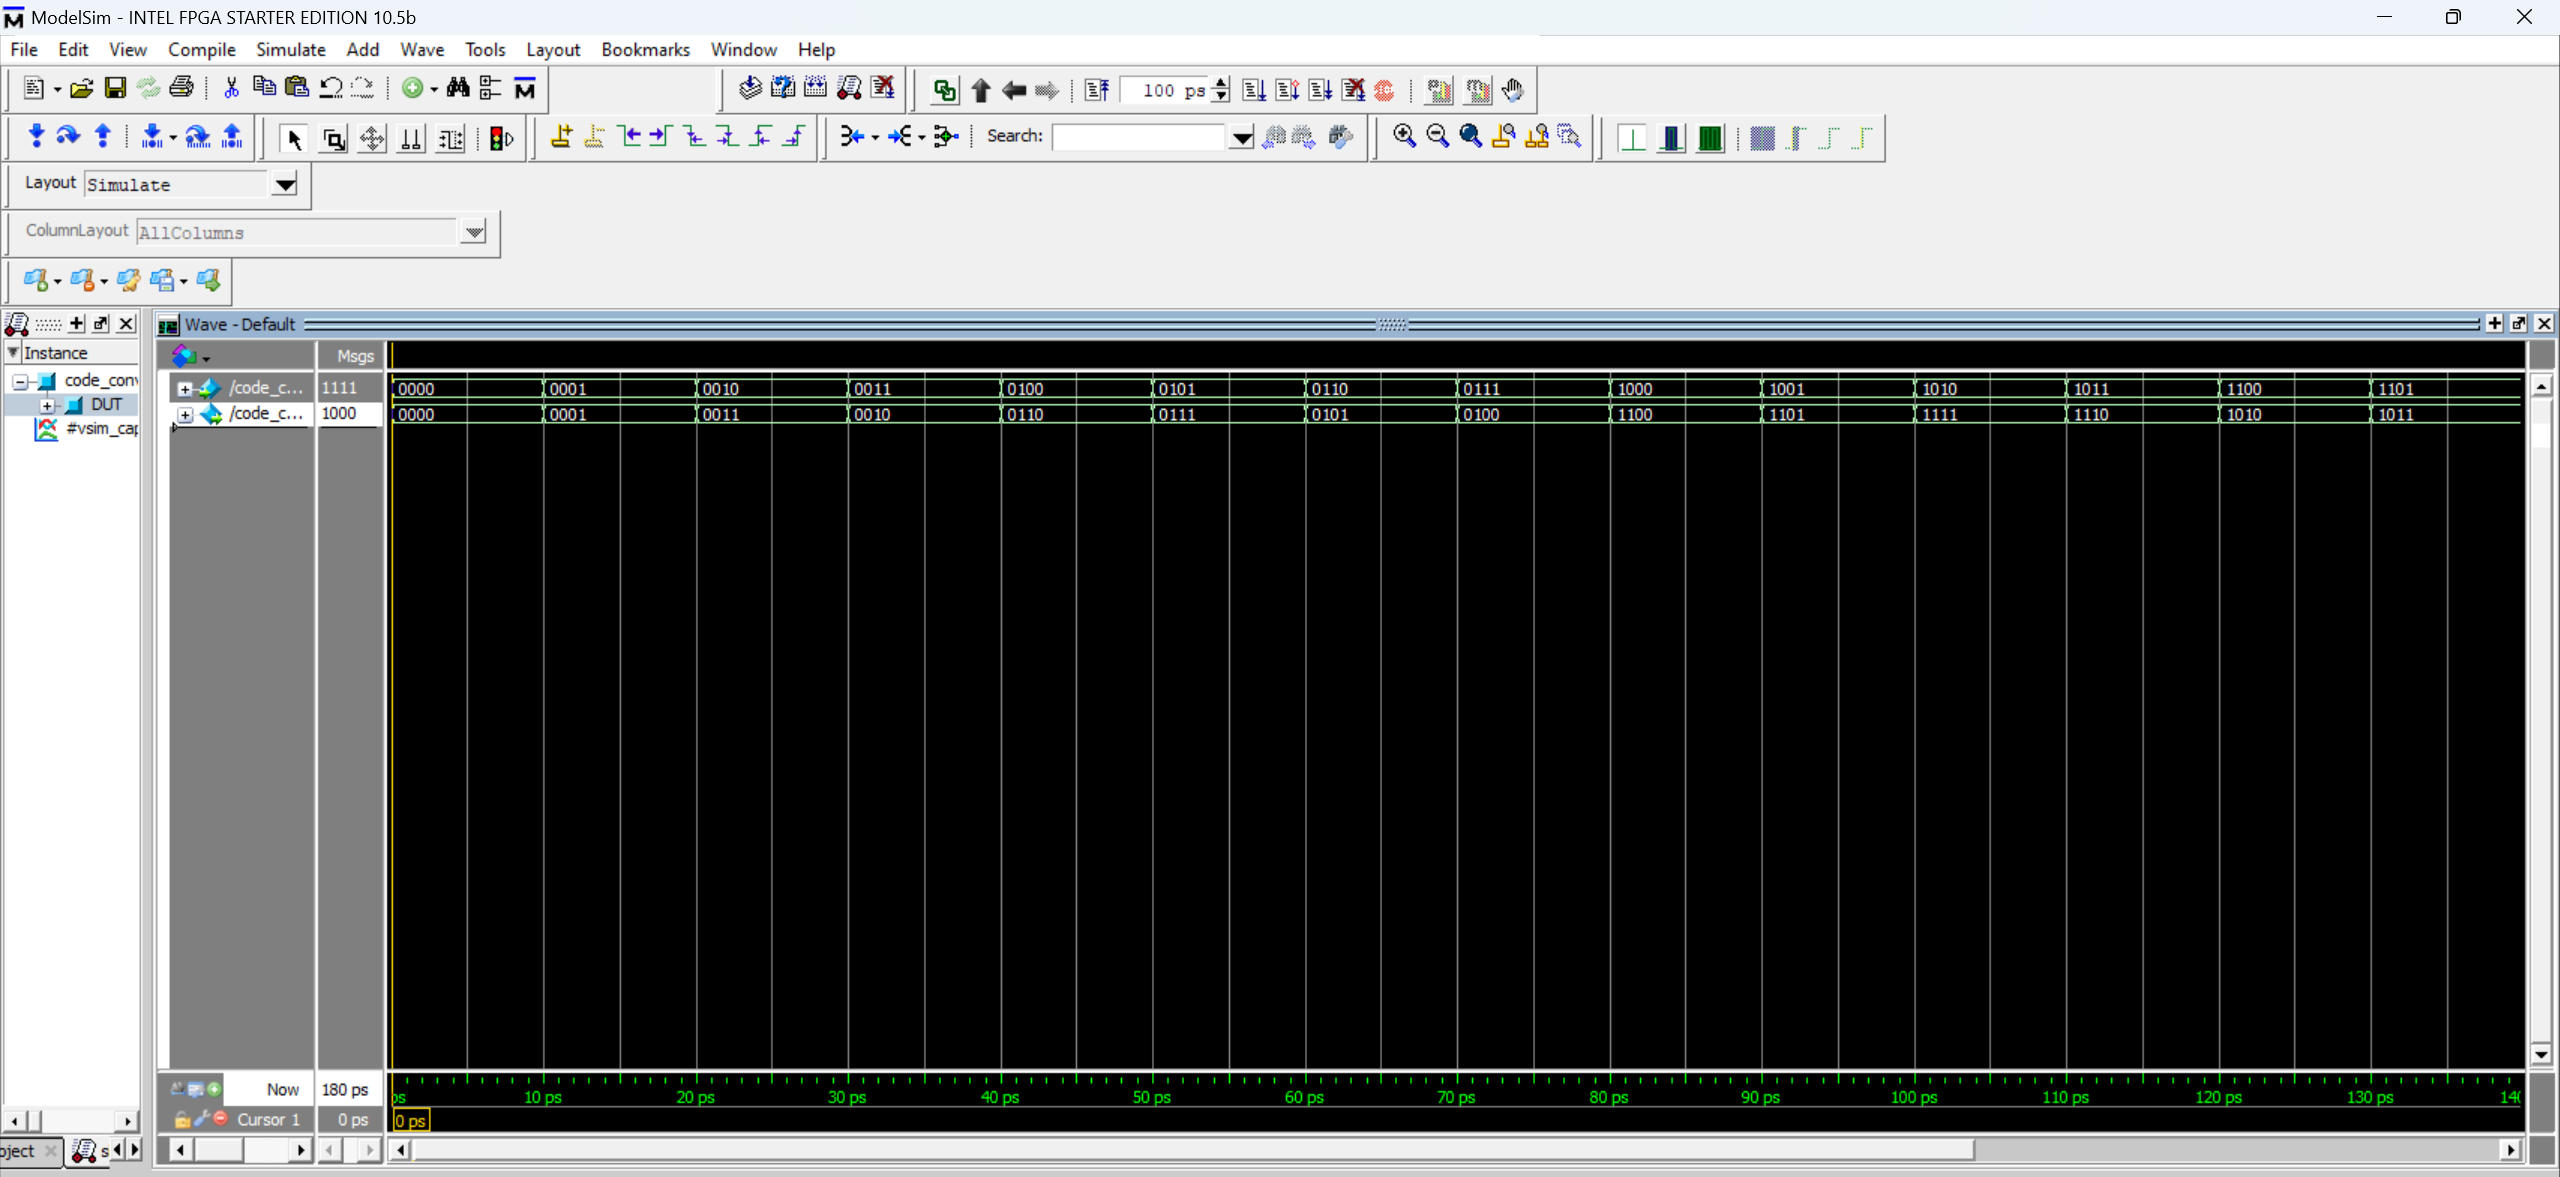 ModelSim - INTEL FPGA STARTER EDITION 10.5b
File Edit View Compile Simulate Add Wave Tools Layout Bookmarks Window Help
100 ps
Search:
Layout Simulate
ColumnLayout AllColumns
Wave - Default
Instance
Msgs
code_conv
/code_c... 1111 0000 0001 0010 0011 0100 0101 0110 0111 1000 1001 1010 1011 1100 1101
DUT
/code_c... 1000 0000 0001 0011 0010 0110 0111 0101 0100 1100 1101 1111 1110 1010 1011
#vsim_cap
Now 180 ps
ps 10 ps 20 ps 30 ps 40 ps 50 ps 60 ps 70 ps 80 ps 90 ps 100 ps 110 ps 120 ps 130 ps 140
Cursor 1 0 ps 0 ps
oject s